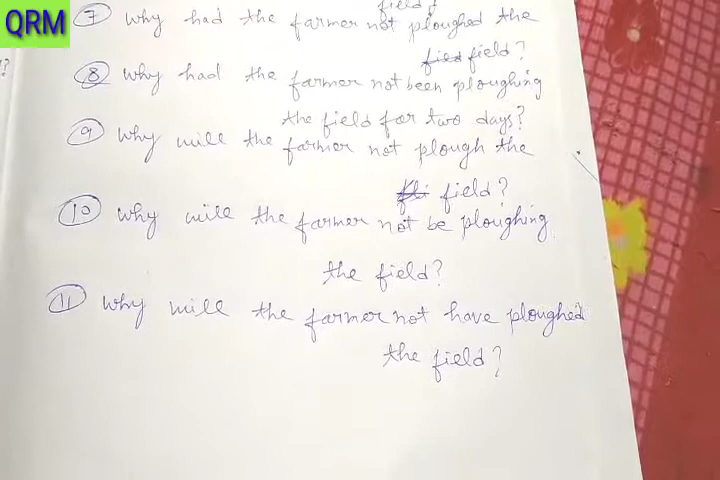 QRM
field?
7 why had the farmer not ploughed the
field?
8 why had the farmer not been ploughing
the field for two days?
9 why will the farmer not plough the
field?
10 why will the farmer not be ploughing
the field?
11 why will the farmer not have ploughed
the field?